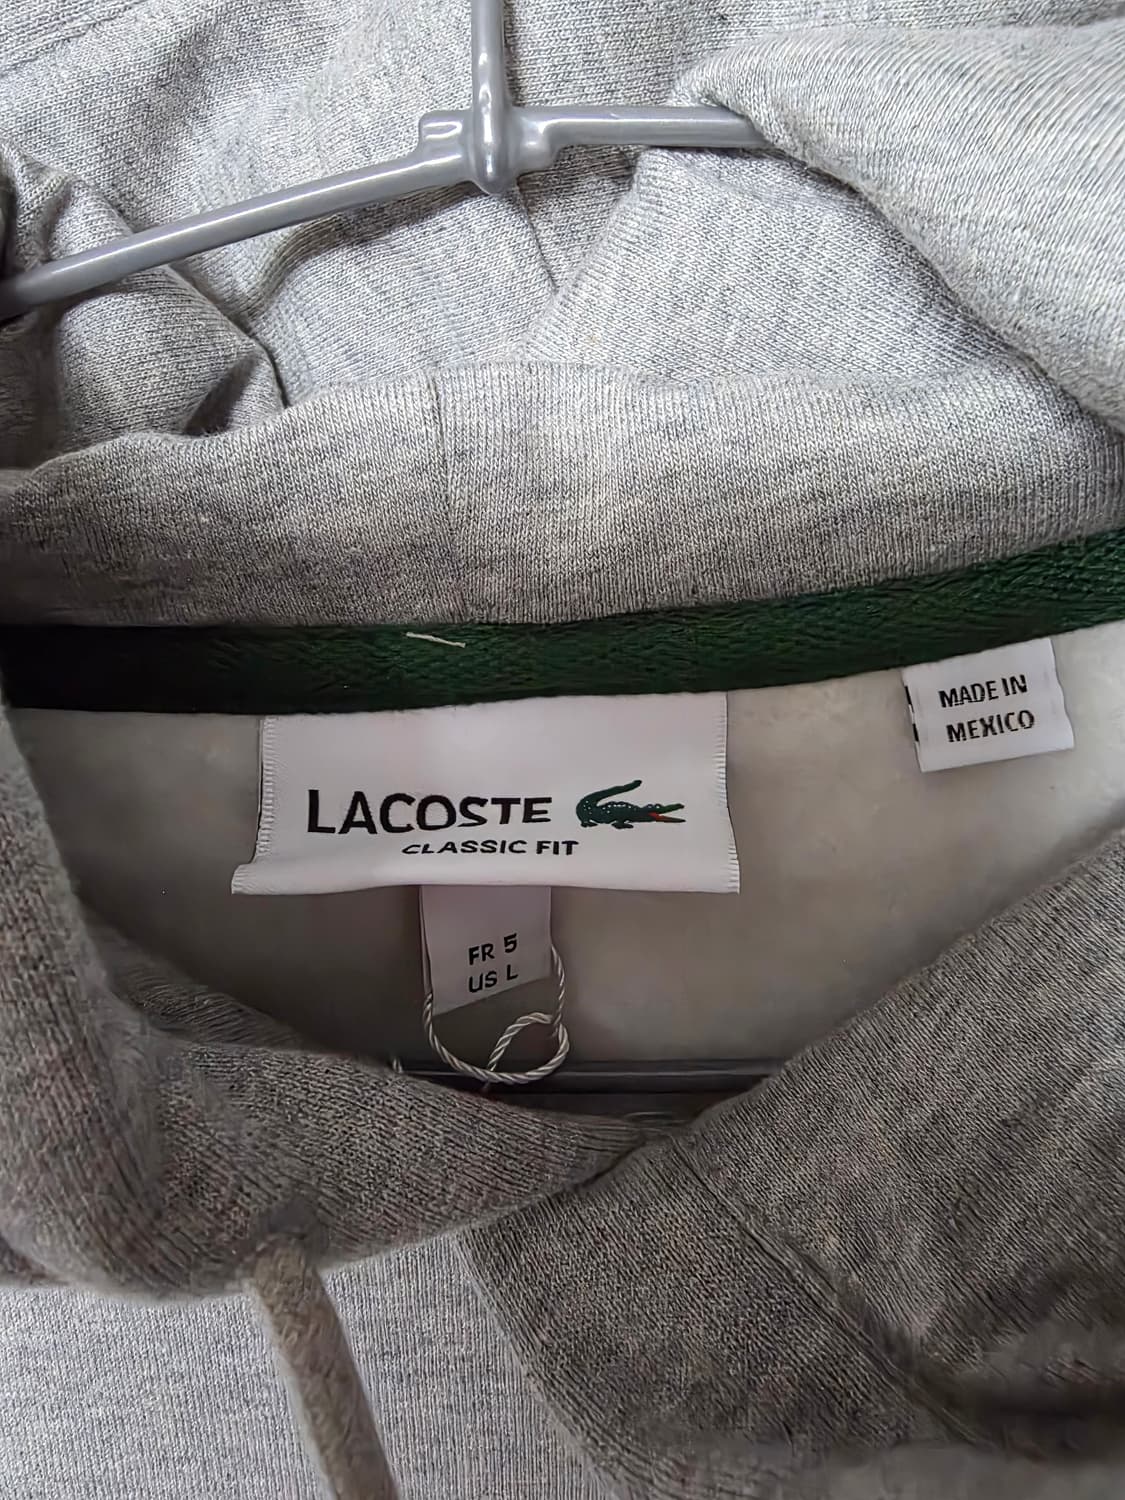 MADE IN
MEXICO
LACOSTE
CLASSIC FIT
FR 5
US L